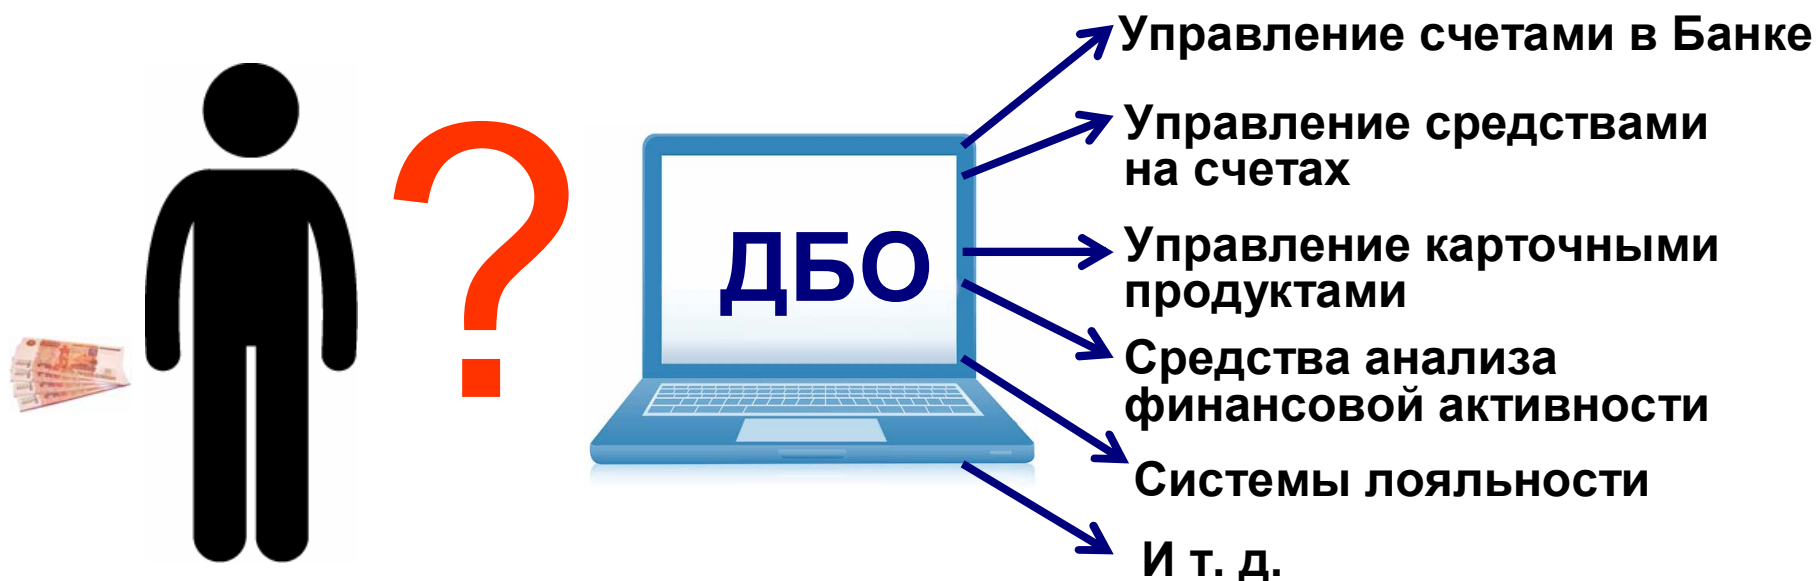 Управление счетами в Банке
Управление средствами
на счетах
?
ДБО
Управление карточными
продуктами
Средства анализа
финансовой активности
Системы лояльности
И т. д.